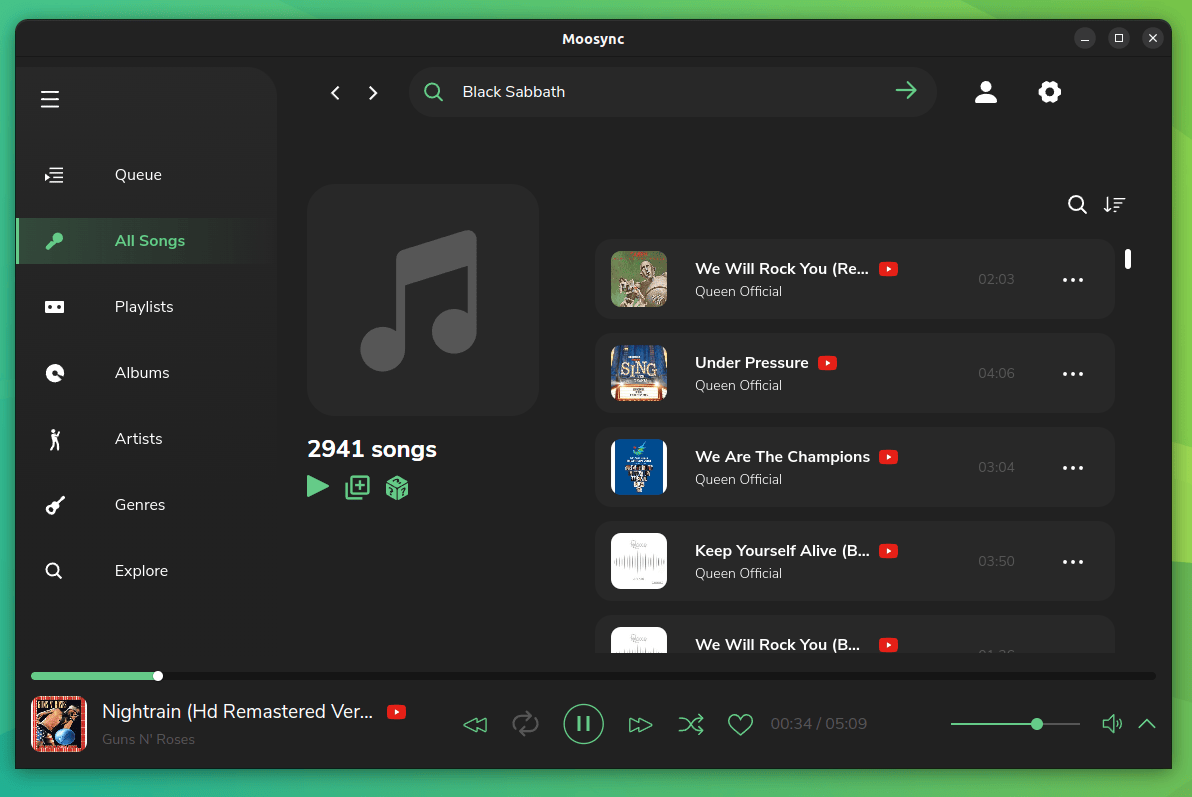 Moosync
Black Sabbath
Queue
All Songs
Playlists
Albums
Artists
Genres
Explore
2941 songs
We Will Rock You (Re...
Queen Official
02:03
SING
Under Pressure
Queen Official
04:06
We Are The Champions
Queen Official
03:04
Keep Yourself Alive (B...
Queen Official
03:50
We Will Rock You (B...
Nightrain (Hd Remastered Ver...
Guns N' Roses
00:34 / 05:09